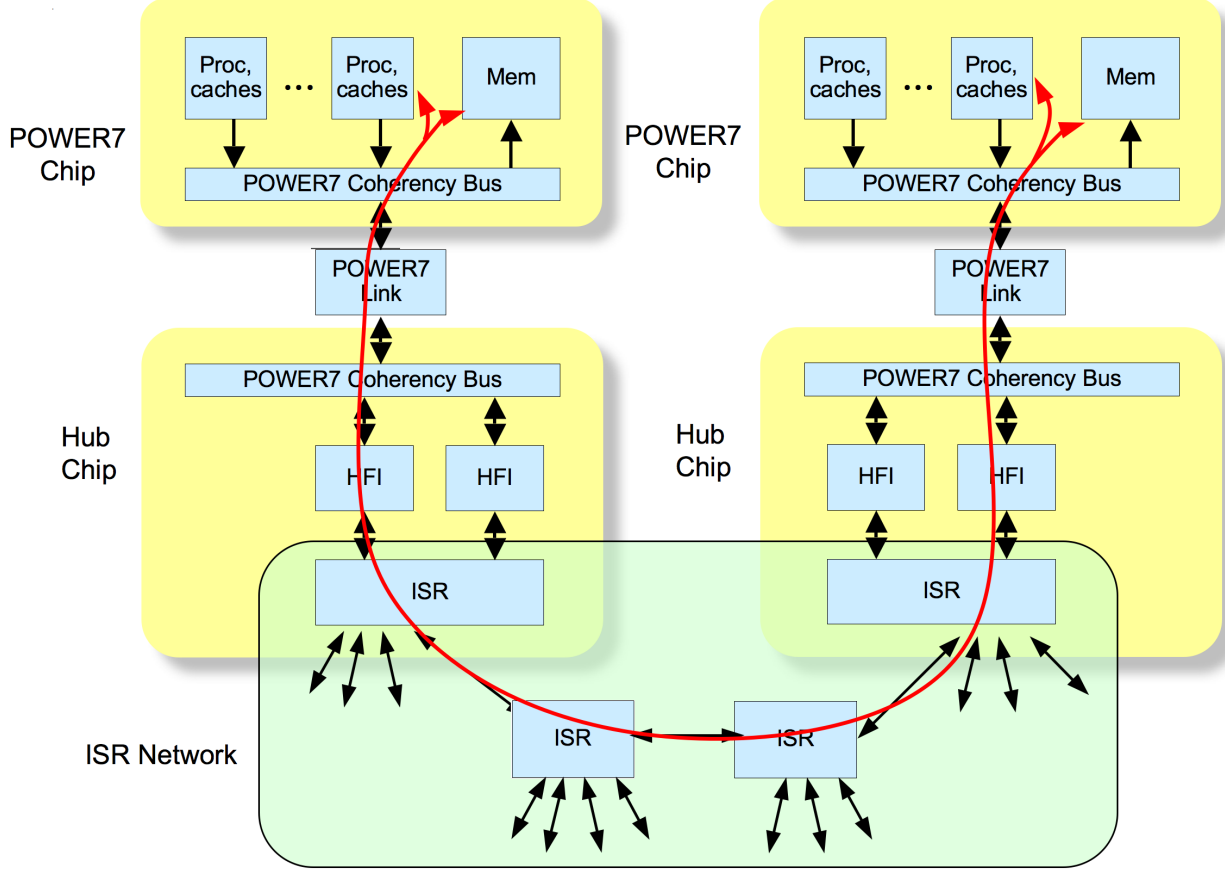 Proc,
caches
...
Proc,
caches
Mem
POWER7
Chip
POWER7 Coherency Bus
POWER7
Link
Hub
Chip
POWER7 Coherency Bus
HFI
HFI
ISR
Proc,
caches
...
Proc,
caches
Mem
POWER7
Chip
POWER7 Coherency Bus
POWER7
Link
Hub
Chip
POWER7 Coherency Bus
HFI
HFI
ISR
ISR Network
ISR
ISR